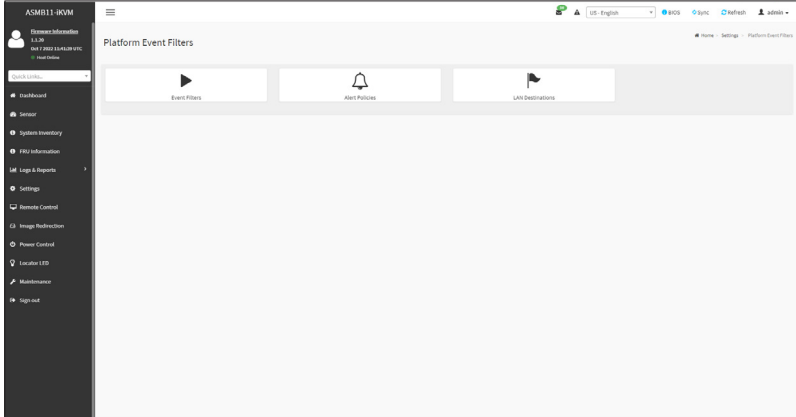 ASMB11-iKVM
Firmware Information
1.1.20
Oct 7 2022 11:41:29 UTC
Host Online
Quick Links...
Dashboard
Sensor
System Inventory
FRU Information
Logs & Reports
Settings
Remote Control
Image Redirection
Power Control
Locator LED
Maintenance
Sign out
US - English
BIOS
Sync
Refresh
admin
Platform Event Filters
Home - Settings - Platform Event Filters
Event Filters
Alert Policies
LAN Destinations